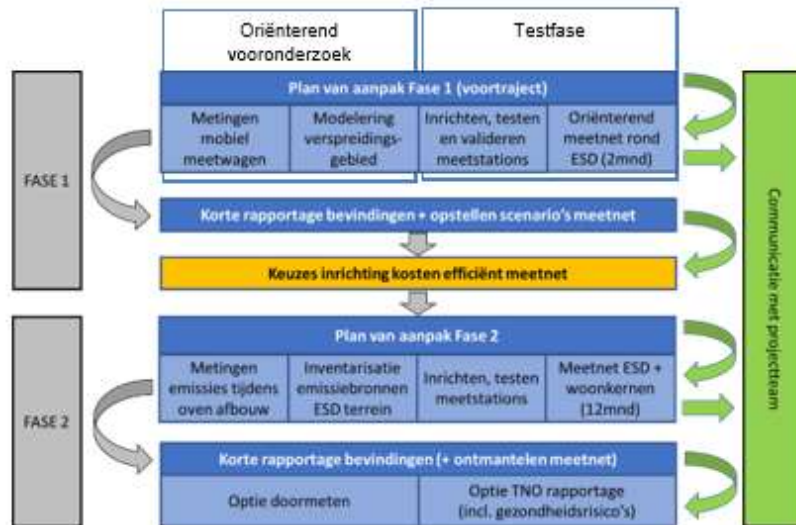 Oriënterend
vooronderzoek
Testfase
FASE 1
Plan van aanpak Fase 1 (voortraject)
Metingen
mobiel
meetwagen
Modelering
verspreidings-
gebied
Inrichten, testen
en valideren
meetstations
Oriënterend
meetnet rond
ESD (2mnd)
Korte rapportage bevindingen + opstellen scenario's meetnet
Keuzes inrichting kosten efficiënt meetnet
FASE 2
Plan van aanpak Fase 2
Metingen
emissies tijdens
oven afbouw
Inventarisatie
emissiebronnen
ESD terrein
Inrichten, testen
meetstations
Meetnet ESD +
woonkernen
(12mnd)
Korte rapportage bevindingen (+ ontmantelen meetnet)
Optie doormeten
Optie TNO rapportage
(incl. gezondheidsrisico's)
Communicatie met projectteam